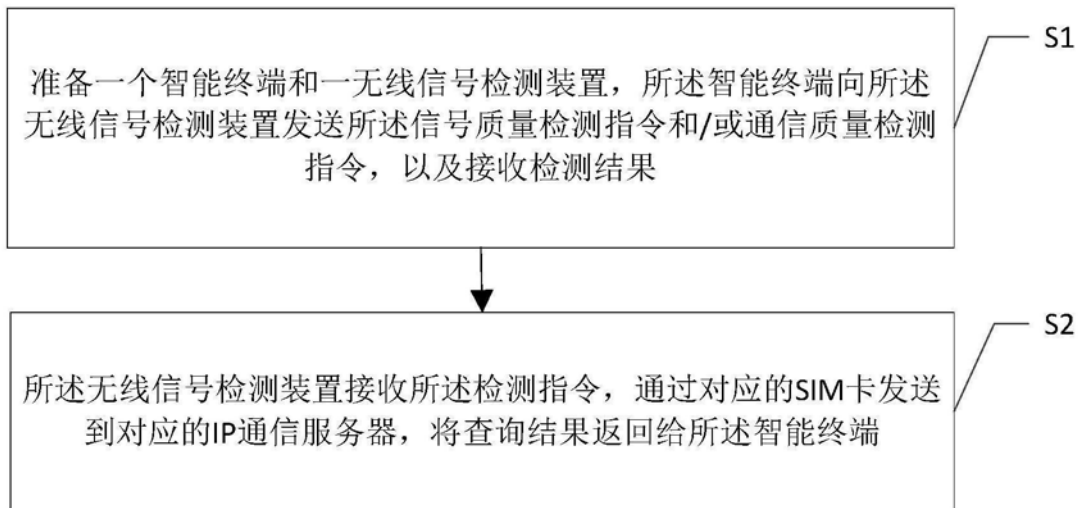 S1
准备一个智能终端和一无线信号检测装置，所述智能终端向所述
无线信号检测装置发送所述信号质量检测指令和/或通信质量检测
指令，以及接收检测结果
S2
所述无线信号检测装置接收所述检测指令，通过对应的SIM卡发送
到对应的IP通信服务器，将查询结果返回给所述智能终端